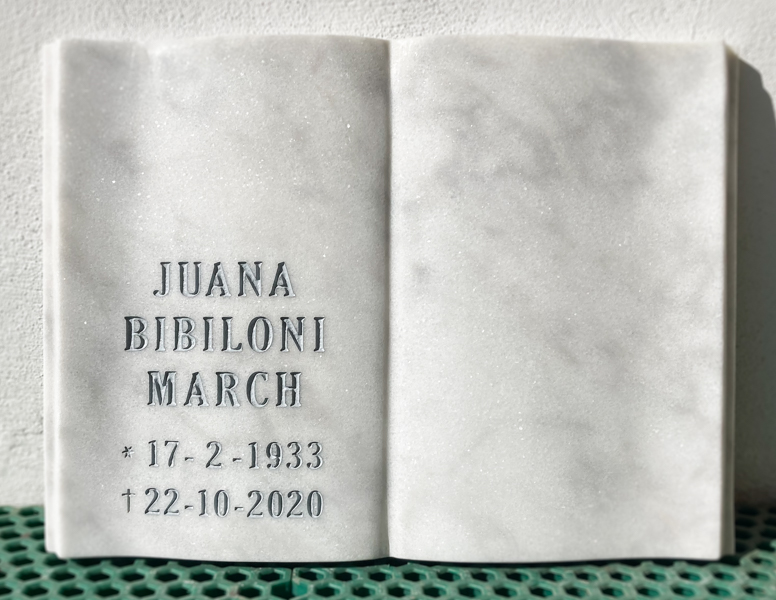 JUANA
BIBILONI
MARCH
* 17-2-1933
† 22-10-2020